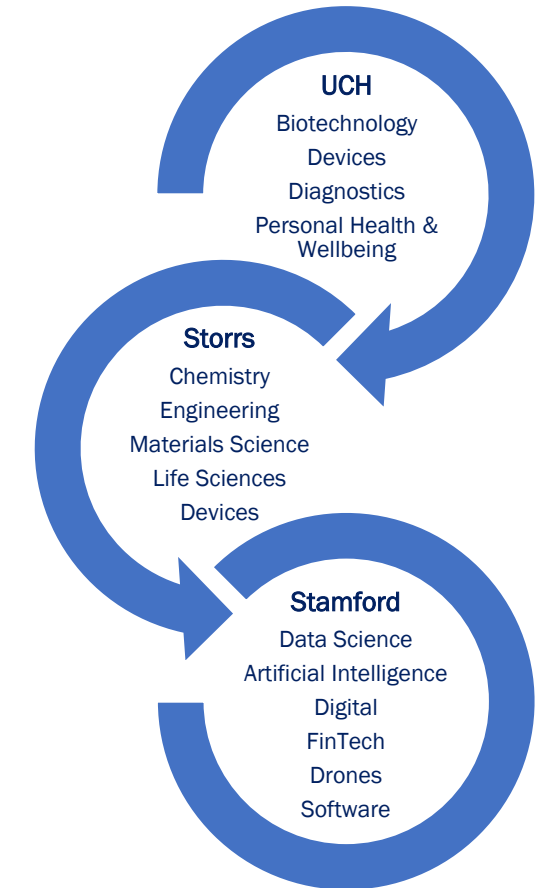 UCH
Biotechnology
Devices
Diagnostics
Personal Health &
Wellbeing
Storrs
Chemistry
Engineering
Materials Science
Life Sciences
Devices
Stamford
Data Science
Artificial Intelligence
Digital
FinTech
Drones
Software